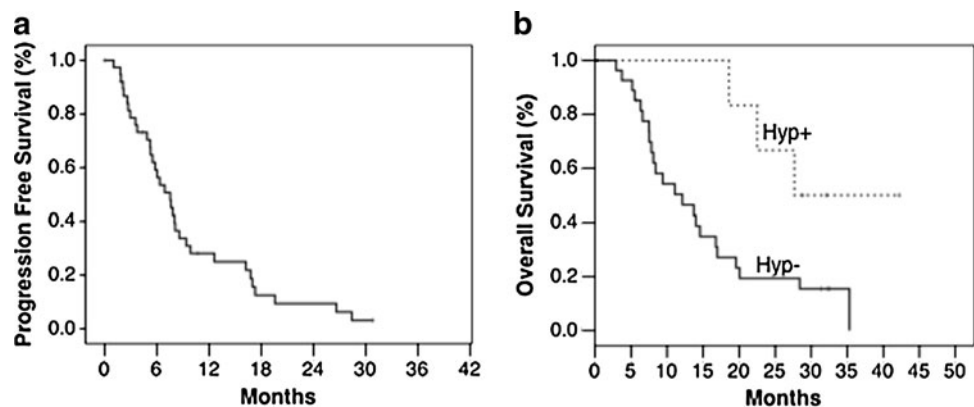 a
Progression Free Survival (%)
1.0
0.8
0.6
0.4
0.2
0.0
0 6 12 18 24 30 36 42
Months
b
Overall Survival (%)
1.0
0.8
0.6
0.4
0.2
0.0
Hyp+
Hyp-
0 5 10 15 20 25 30 35 40 45 50
Months